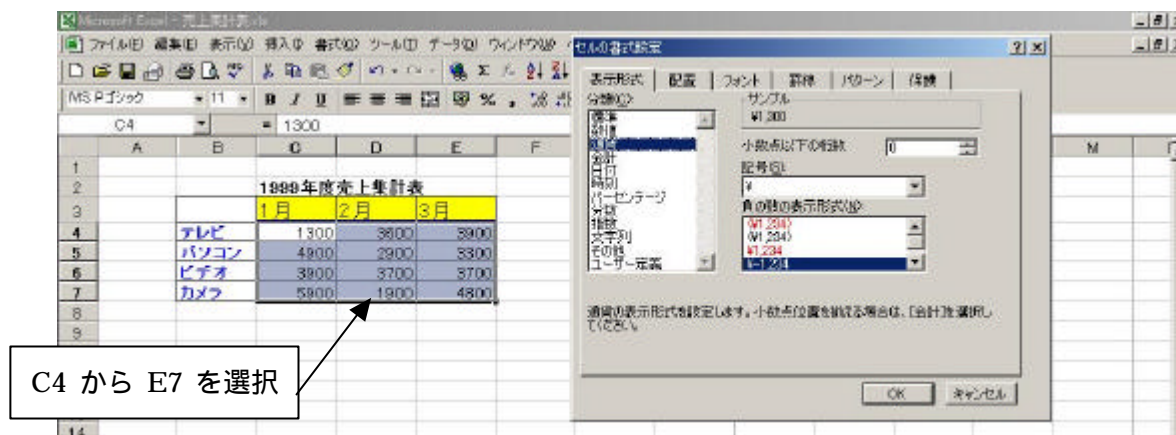 Microsoft Excel - 売上集計表.xls
ファイル(E) 編集(E) 表示(V) 挿入(I) 書式(O) ツール(T) データ(D) ウィンドウ(W)
MS Pゴシック 11 B I U
C4 = 1300
A B C D E F M
1
2 1999年度売上集計表
3 1月 2月 3月
4 テレビ 1300 3600 3900
5 パソコン 4900 2900 3300
6 ビデオ 3900 3700 3700
7 カメラ 5900 1900 4800
8
9
14
C4 から E7 を選択
セルの書式設定
表示形式 配置 フォント 罫線 パターン 保護
分類(C)
標準
数値
通貨
会計
日付
時刻
パーセンテージ
分数
指数
文字列
その他
ユーザー定義
サンプル
¥1,300
小数点以下の桁数 0
記号(S)
¥
負の数の表示形式(N)
(¥1,234)
(¥1,234)
¥1,234
¥-1,234
通貨の表示形式を設定します。小数点位置を揃える場合は、[会計]を選択し
てください。
OK キャンセル